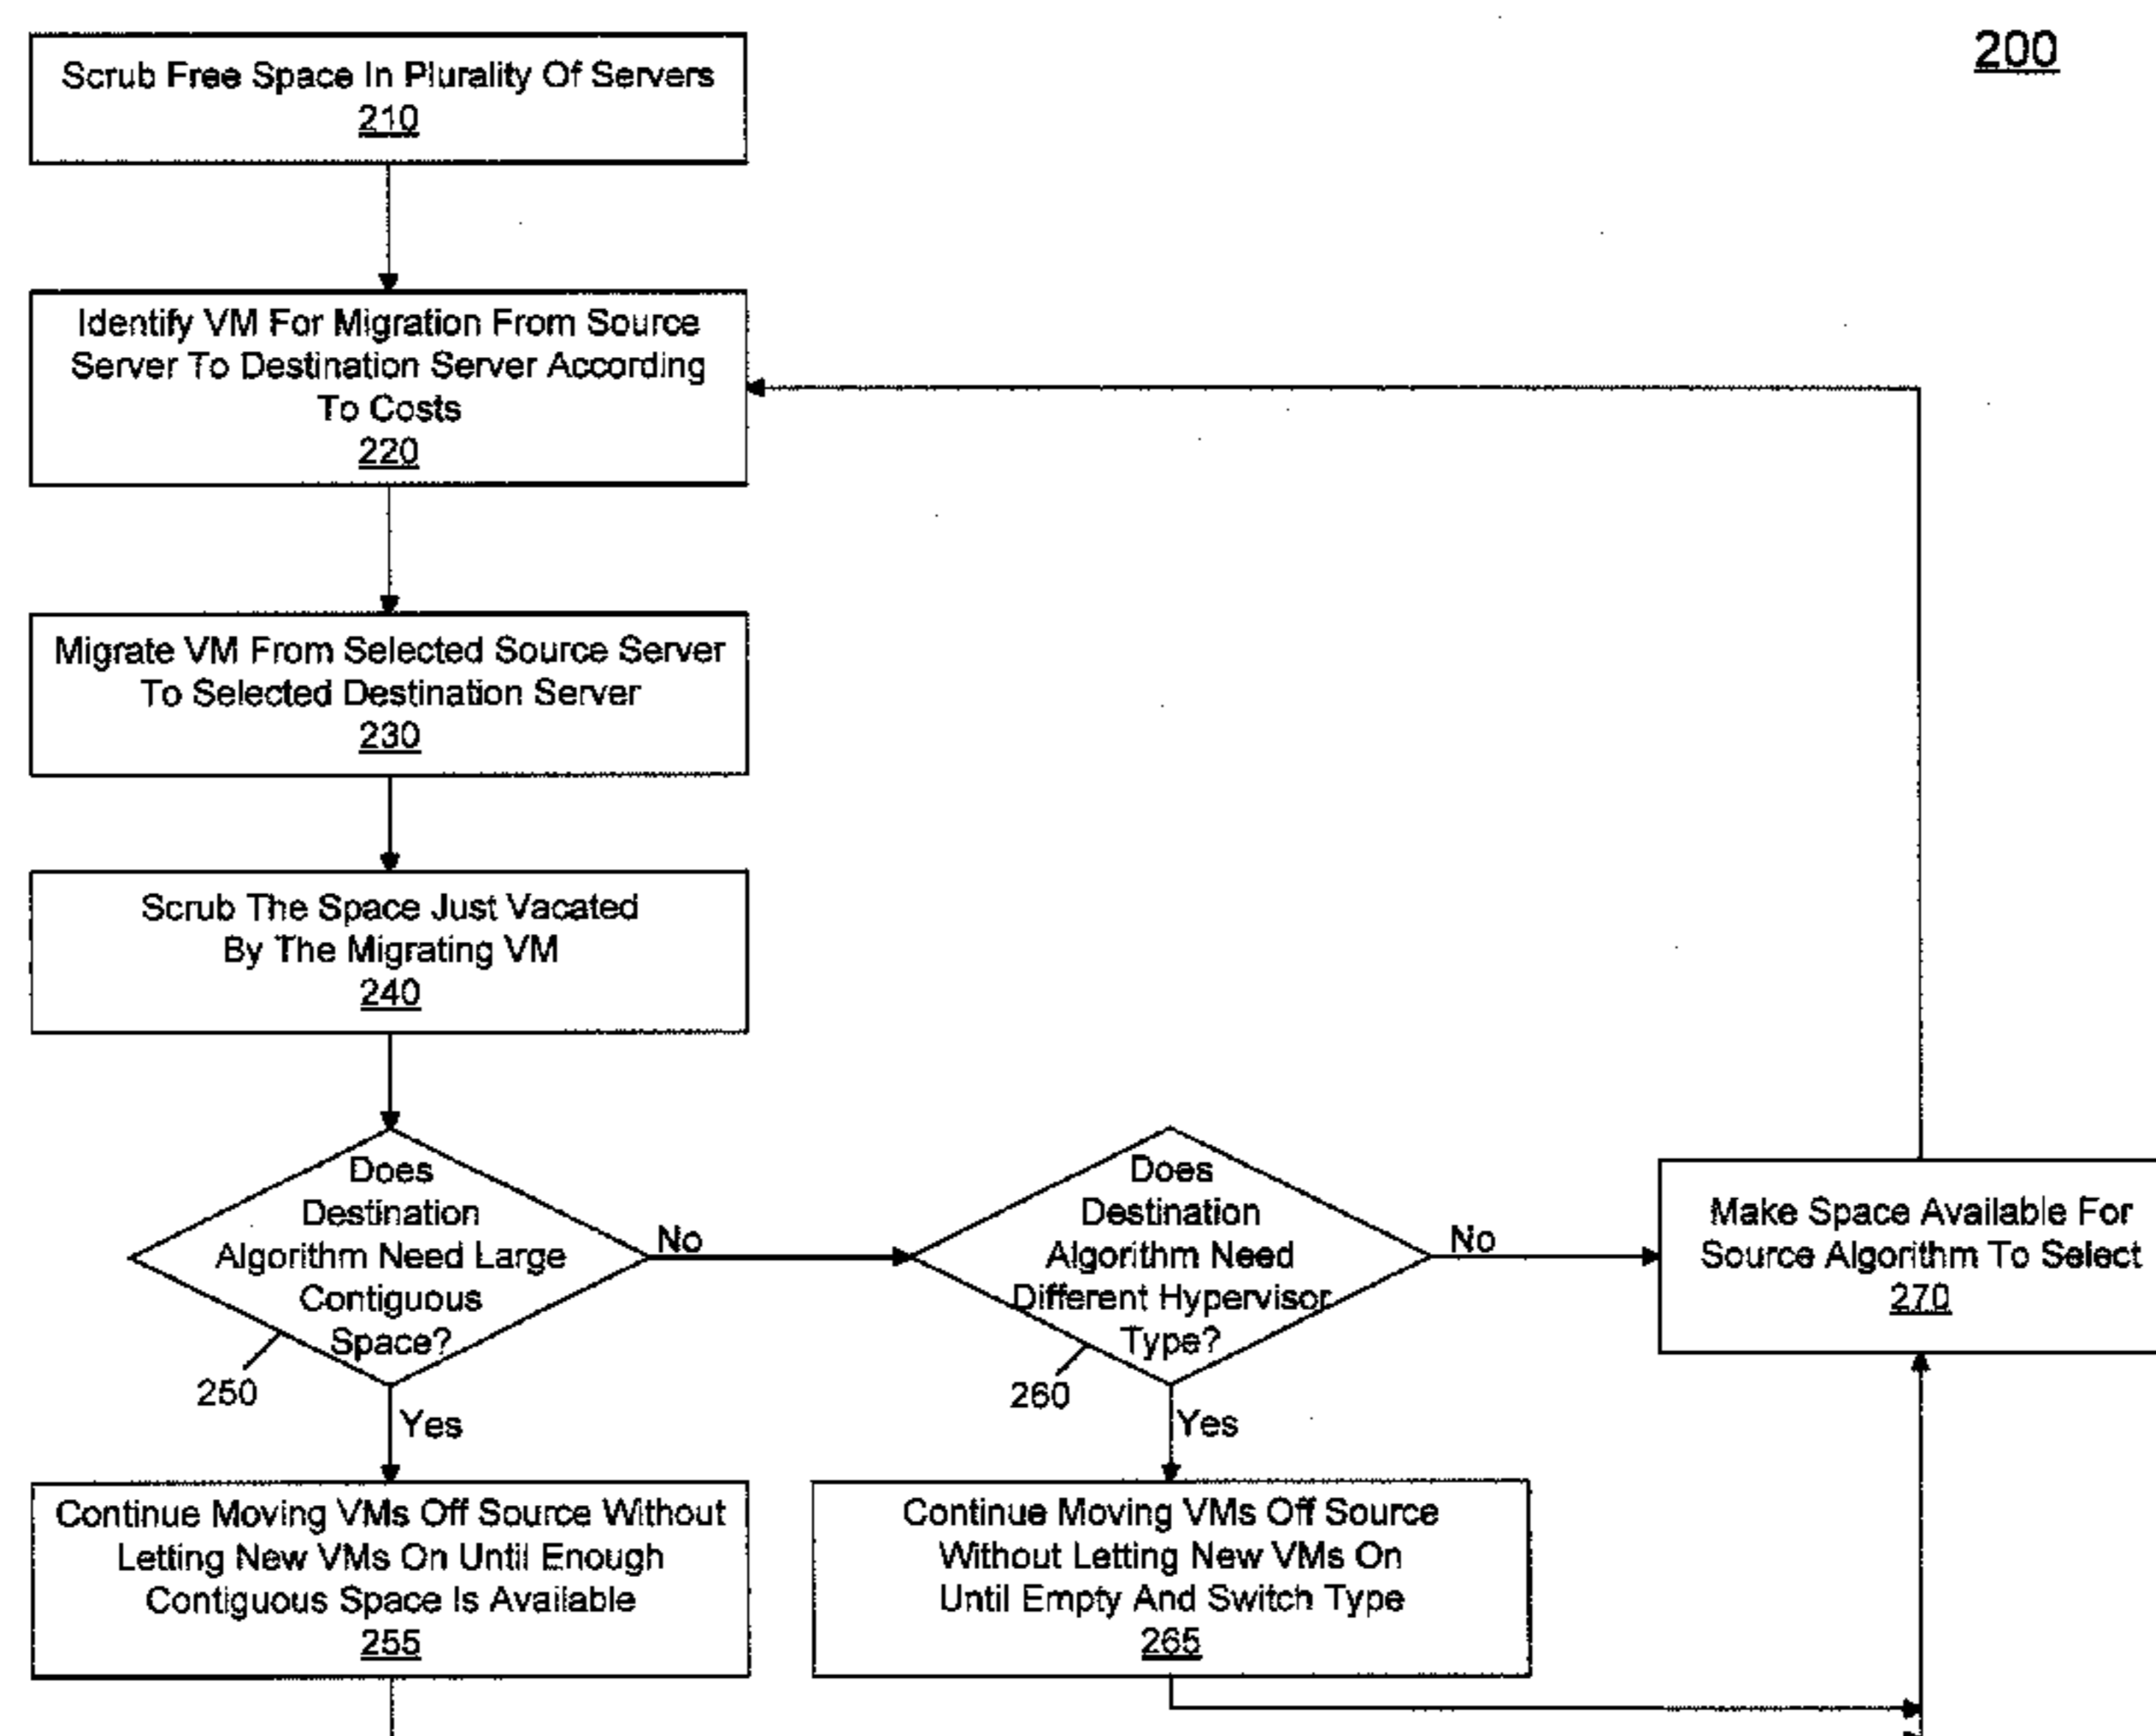 200
Scrub Free Space In Plurality Of Servers
210
Identify VM For Migration From Source
Server To Destination Server According
To Costs
220
Migrate VM From Selected Source Server
To Selected Destination Server
230
Scrub The Space Just Vacated
By The Migrating VM
240
Does
Destination
Algorithm Need Large
Contiguous
Space?
250
No
Yes
Does
Destination
Algorithm Need
Different Hypervisor
Type?
260
No
Yes
Make Space Available For
Source Algorithm To Select
270
Continue Moving VMs Off Source Without
Letting New VMs On Until Enough
Contiguous Space Is Available
255
Continue Moving VMs Off Source
Without Letting New VMs On
Until Empty And Switch Type
265